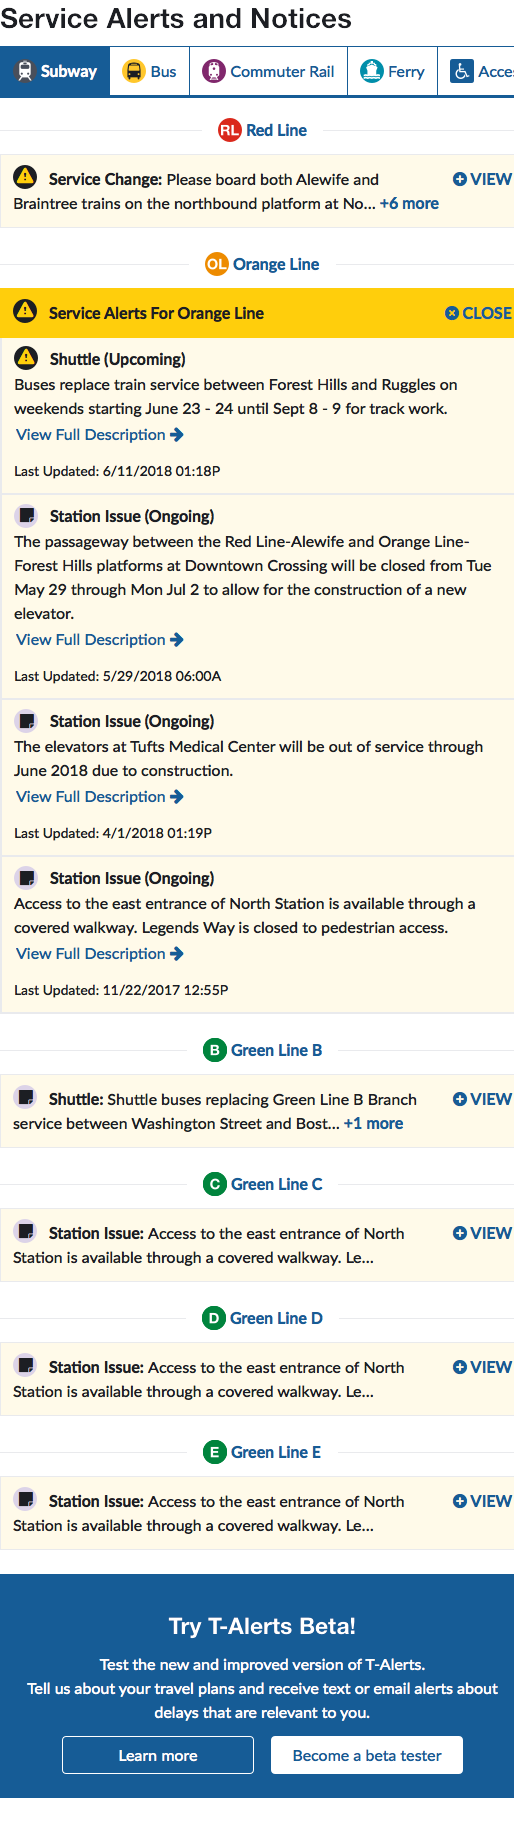 Service Alerts and Notices
Subway Bus Commuter Rail Ferry Acce
RL Red Line
Service Change: Please board both Alewife and VIEW
Braintree trains on the northbound platform at No... +6 more
OL Orange Line
Service Alerts For Orange Line CLOSE
Shuttle (Upcoming)
Buses replace train service between Forest Hills and Ruggles on
weekends starting June 23 - 24 until Sept 8 - 9 for track work.
View Full Description
Last Updated: 6/11/2018 01:18P
Station Issue (Ongoing)
The passageway between the Red Line-Alewife and Orange Line-
Forest Hills platforms at Downtown Crossing will be closed from Tue
May 29 through Mon Jul 2 to allow for the construction of a new
elevator.
View Full Description
Last Updated: 5/29/2018 06:00A
Station Issue (Ongoing)
The elevators at Tufts Medical Center will be out of service through
June 2018 due to construction.
View Full Description
Last Updated: 4/1/2018 01:19P
Station Issue (Ongoing)
Access to the east entrance of North Station is available through a
covered walkway. Legends Way is closed to pedestrian access.
View Full Description
Last Updated: 11/22/2017 12:55P
B Green Line B
Shuttle: Shuttle buses replacing Green Line B Branch VIEW
service between Washington Street and Bost... +1 more
C Green Line C
Station Issue: Access to the east entrance of North VIEW
Station is available through a covered walkway. Le...
D Green Line D
Station Issue: Access to the east entrance of North VIEW
Station is available through a covered walkway. Le...
E Green Line E
Station Issue: Access to the east entrance of North VIEW
Station is available through a covered walkway. Le...
Try T-Alerts Beta!
Test the new and improved version of T-Alerts.
Tell us about your travel plans and receive text or email alerts about
delays that are relevant to you.
Learn more Become a beta tester